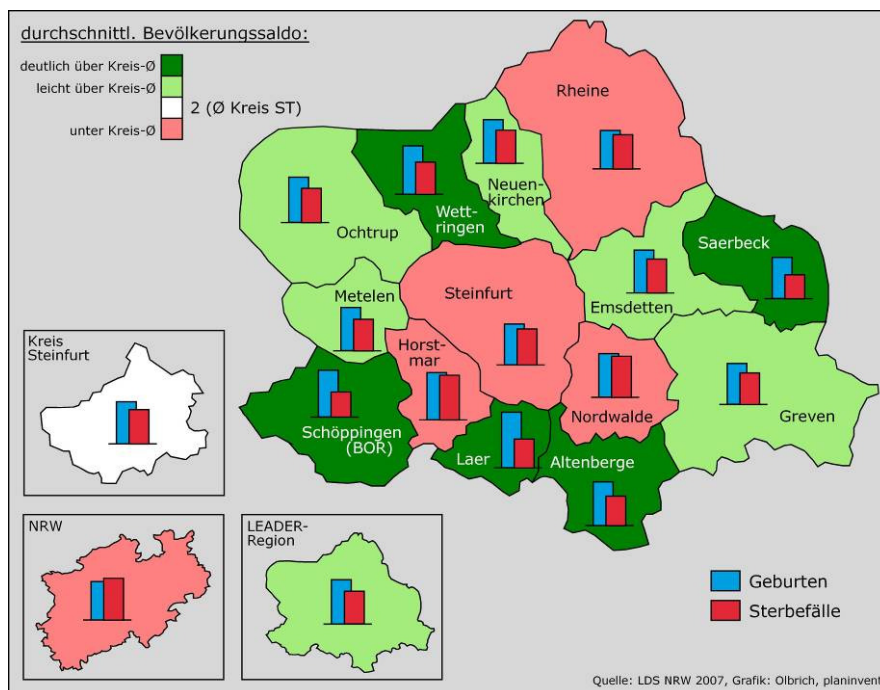 durchschnittl. Bevölkerungssaldo:
deutlich über Kreis-Ø
leicht über Kreis-Ø
2 (Ø Kreis ST)
unter Kreis-Ø
Rheine
Neuen-
kirchen
Wett-
ringen
Ochtrup
Saerbeck
Metelen
Steinfurt
Emsdetten
Horst-
mar
Nordwalde
Greven
Schöppingen
(BOR)
Laer
Altenberge
Kreis
Steinfurt
NRW
LEADER-
Region
Geburten
Sterbefälle
Quelle: LDS NRW 2007, Grafik: Olbrich, planinvent